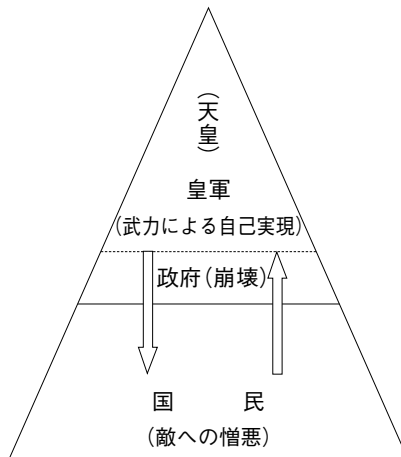 （天皇）
皇軍
(武力による自己実現)
政府(崩壊)
国　民
(敵への憎悪)